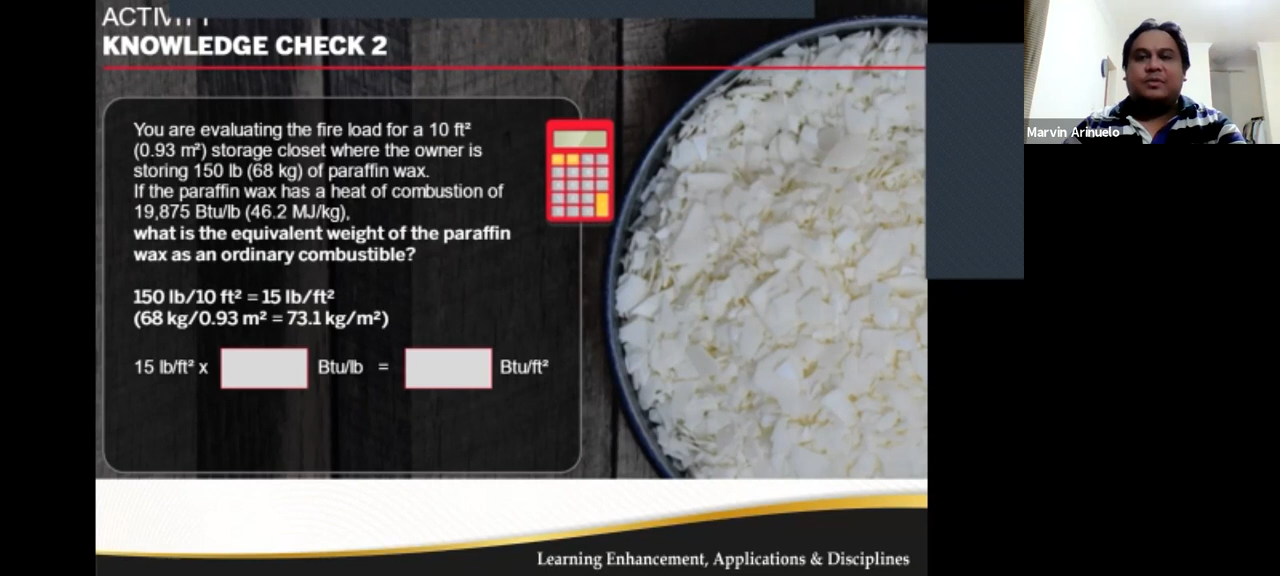 KNOWLEDGE CHECK 2
You are evaluating the fire load for a 10 ft²
(0.93 m²) storage closet where the owner is
storing 150 lb (68 kg) of paraffin wax.
If the paraffin wax has a heat of combustion of
19,875 Btu/lb (46.2 MJ/kg),
what is the equivalent weight of the paraffin
wax as an ordinary combustible?
150 lb/10 ft² = 15 lb/ft²
(68 kg/0.93 m² = 73.1 kg/m²)
15 lb/ft² x Btu/lb = Btu/ft²
Learning Enhancement, Applications & Disciplines
Marvin Arinuelo